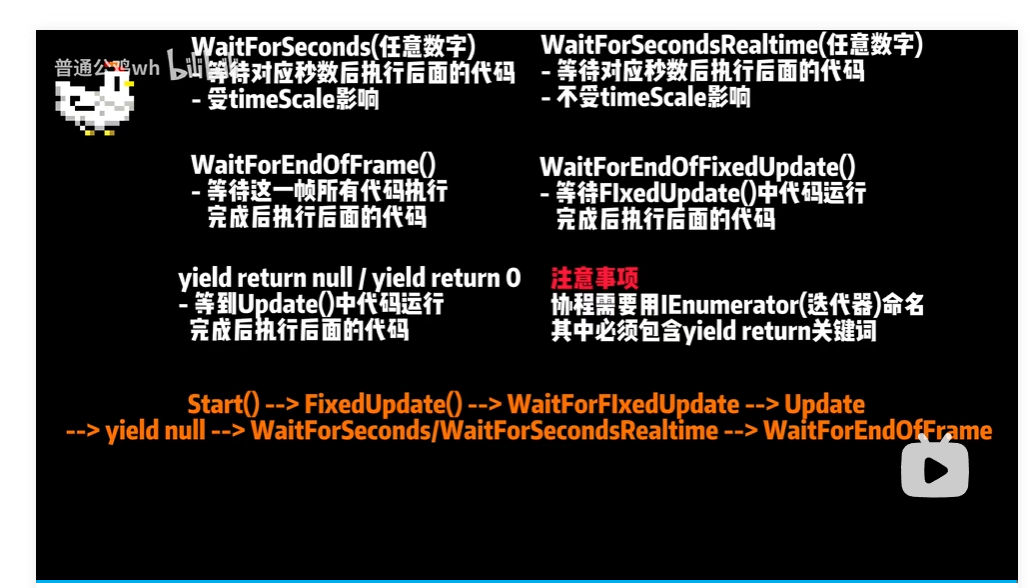 普通公鸡wh
bilibili
WaitForSeconds(任意数字)
- 等待对应秒数后执行后面的代码
- 受timeScale影响
WaitForSecondsRealtime(任意数字)
- 等待对应秒数后执行后面的代码
- 不受timeScale影响
WaitForEndOfFrame()
- 等待这一帧所有代码执行
完成后执行后面的代码
WaitForEndOfFixedUpdate()
- 等待FIxedUpdate()中代码运行
完成后执行后面的代码
yield return null / yield return 0
- 等到Update()中代码运行
完成后执行后面的代码
注意事项
协程需要用IEnumerator(迭代器)命名
其中必须包含yield return关键词
Start() --> FixedUpdate() --> WaitForFIxedUpdate --> Update
--> yield null --> WaitForSeconds/WaitForSecondsRealtime --> WaitForEndOfFrame